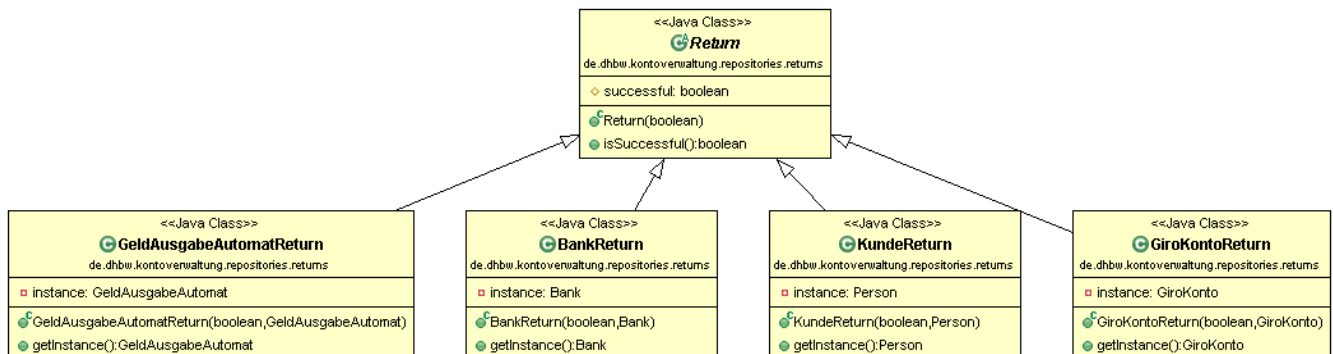 <<Java Class>>
Return
de.dhbw.kontoverwaltung.repositories.returns
successful: boolean
Return(boolean)
isSuccessful():boolean
<<Java Class>>
GeldAusgabeAutomatReturn
de.dhbw.kontoverwaltung.repositories.returns
instance: GeldAusgabeAutomat
GeldAusgabeAutomatReturn(boolean,GeldAusgabeAutomat)
getInstance():GeldAusgabeAutomat
<<Java Class>>
BankReturn
de.dhbw.kontoverwaltung.repositories.returns
instance: Bank
BankReturn(boolean,Bank)
getInstance():Bank
<<Java Class>>
KundeReturn
de.dhbw.kontoverwaltung.repositories.returns
instance: Person
KundeReturn(boolean,Person)
getInstance():Person
<<Java Class>>
GiroKontoReturn
de.dhbw.kontoverwaltung.repositories.returns
instance: GiroKonto
GiroKontoReturn(boolean,GiroKonto)
getInstance():GiroKonto